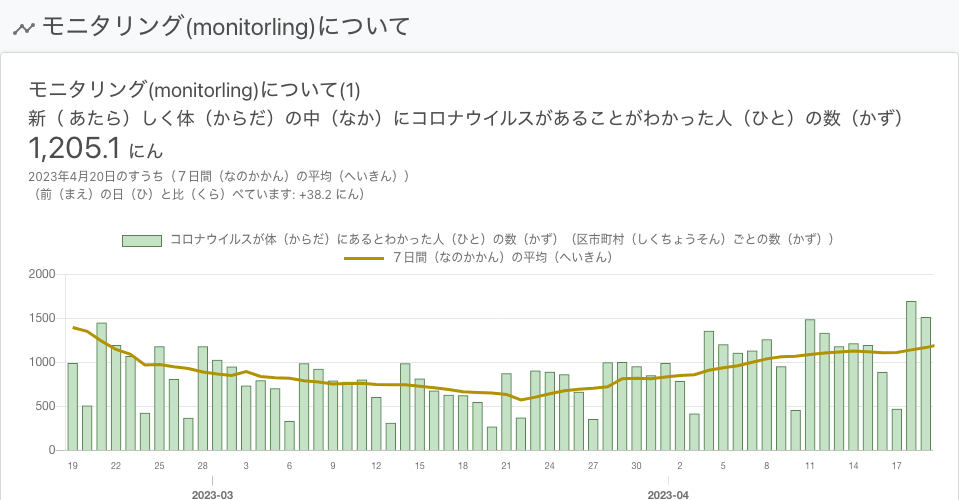 モニタリング(monitorling)について
モニタリング(monitorling)について(1)
新（ あたら）しく体（からだ）の中（なか）にコロナウイルスがあることがわかった人（ひと）の数（かず）
1,205.1 にん
2023年4月20日のすうち（７日間（なのかかん）の平均（へいきん））
（前（まえ）の日（ひ）と比（くら）べています: +38.2 にん）
コロナウイルスが体（からだ）にあるとわかった人（ひと）の数（かず）（区市町村（しくちょうそん）ごとの数（かず））
７日間（なのかかん）の平均（へいきん）
2000
1500
1000
500
0
19 22 25 28 3 6 9 12 15 18 21 24 27 30 2 5 8 11 14 17
2023-03 2023-04